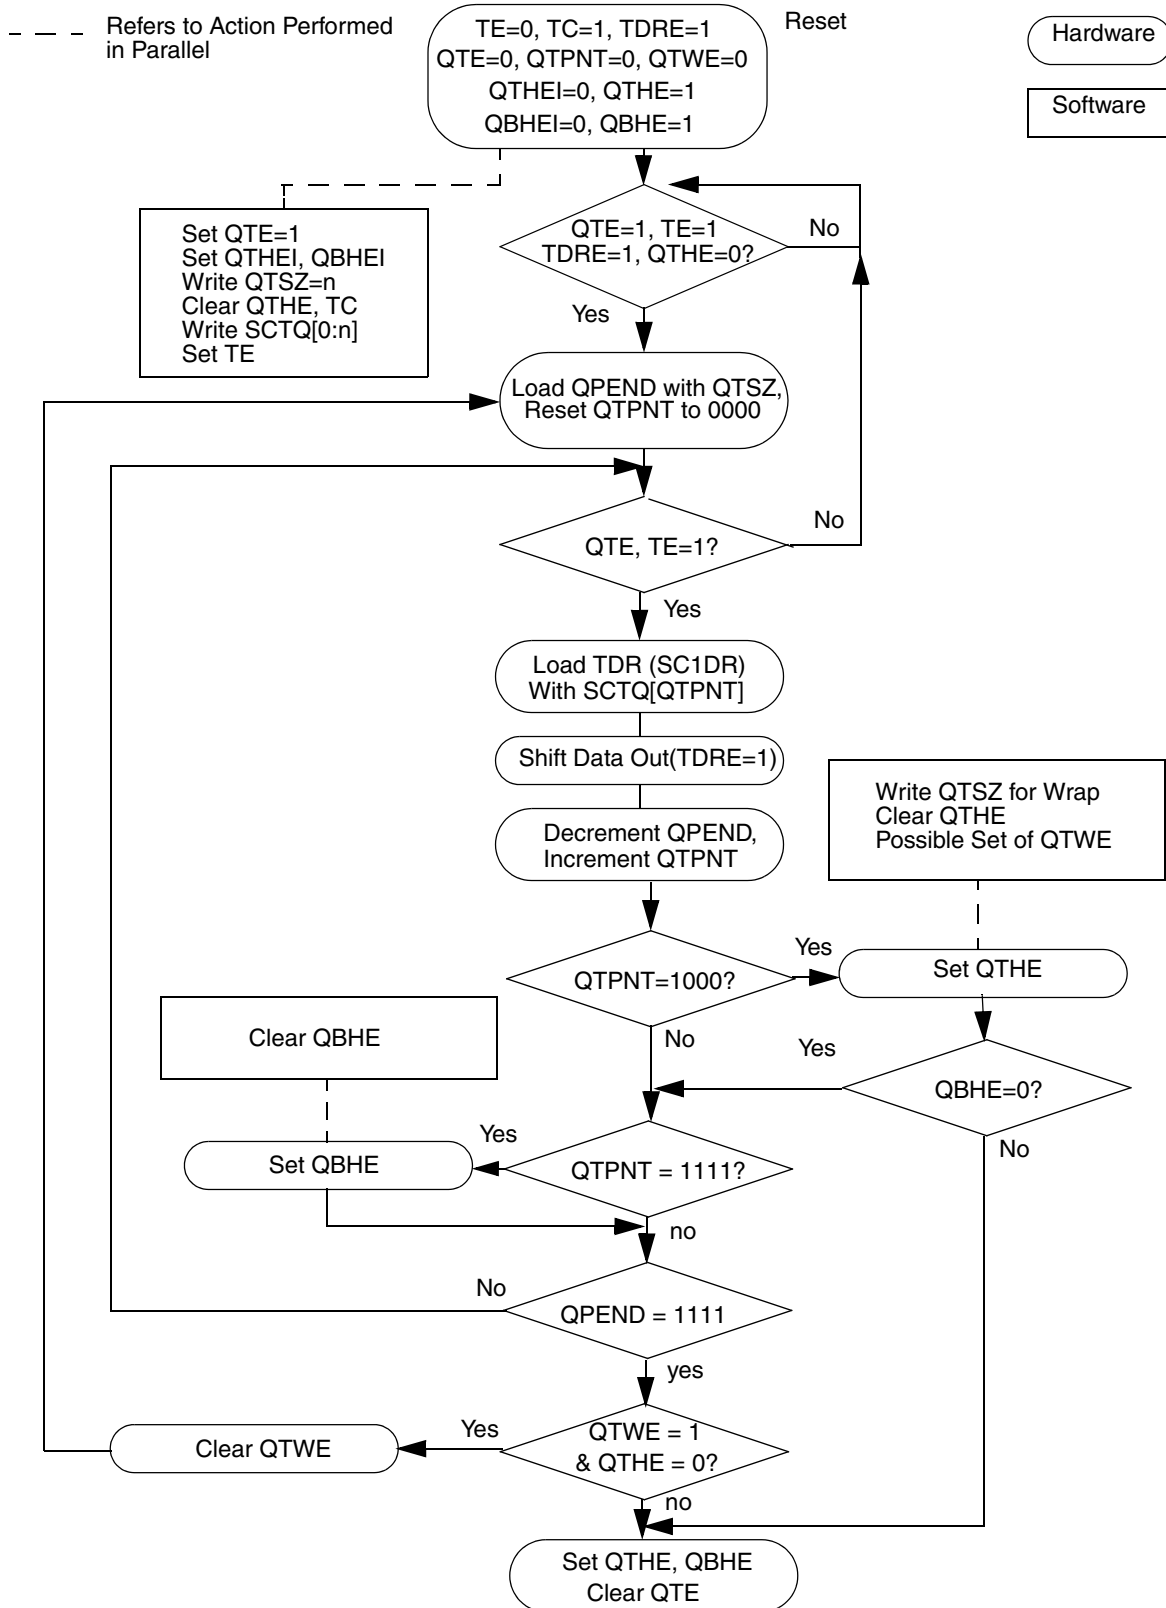 Refers to Action Performed
in Parallel
TE=0, TC=1, TDRE=1
QTE=0, QTPNT=0, QTWE=0
QTHEI=0, QTHE=1
QBHEI=0, QBHE=1
Reset
Hardware
Software
Set QTE=1
Set QTHEI, QBHEI
Write QTSZ=n
Clear QTHE, TC
Write SCTQ[0:n]
Set TE
QTE=1, TE=1
TDRE=1, QTHE=0?
No
Yes
Load QPEND with QTSZ,
Reset QTPNT to 0000
QTE, TE=1?
No
Yes
Load TDR (SC1DR)
With SCTQ[QTPNT]
Shift Data Out(TDRE=1)
Decrement QPEND,
Increment QTPNT
Write QTSZ for Wrap
Clear QTHE
Possible Set of QTWE
QTPNT=1000?
Yes
Set QTHE
No
Yes
QBHE=0?
No
Clear QBHE
Set QBHE
Yes
QTPNT = 1111?
no
No
QPEND = 1111
yes
Clear QTWE
Yes
QTWE = 1
& QTHE = 0?
no
Set QTHE, QBHE
Clear QTE